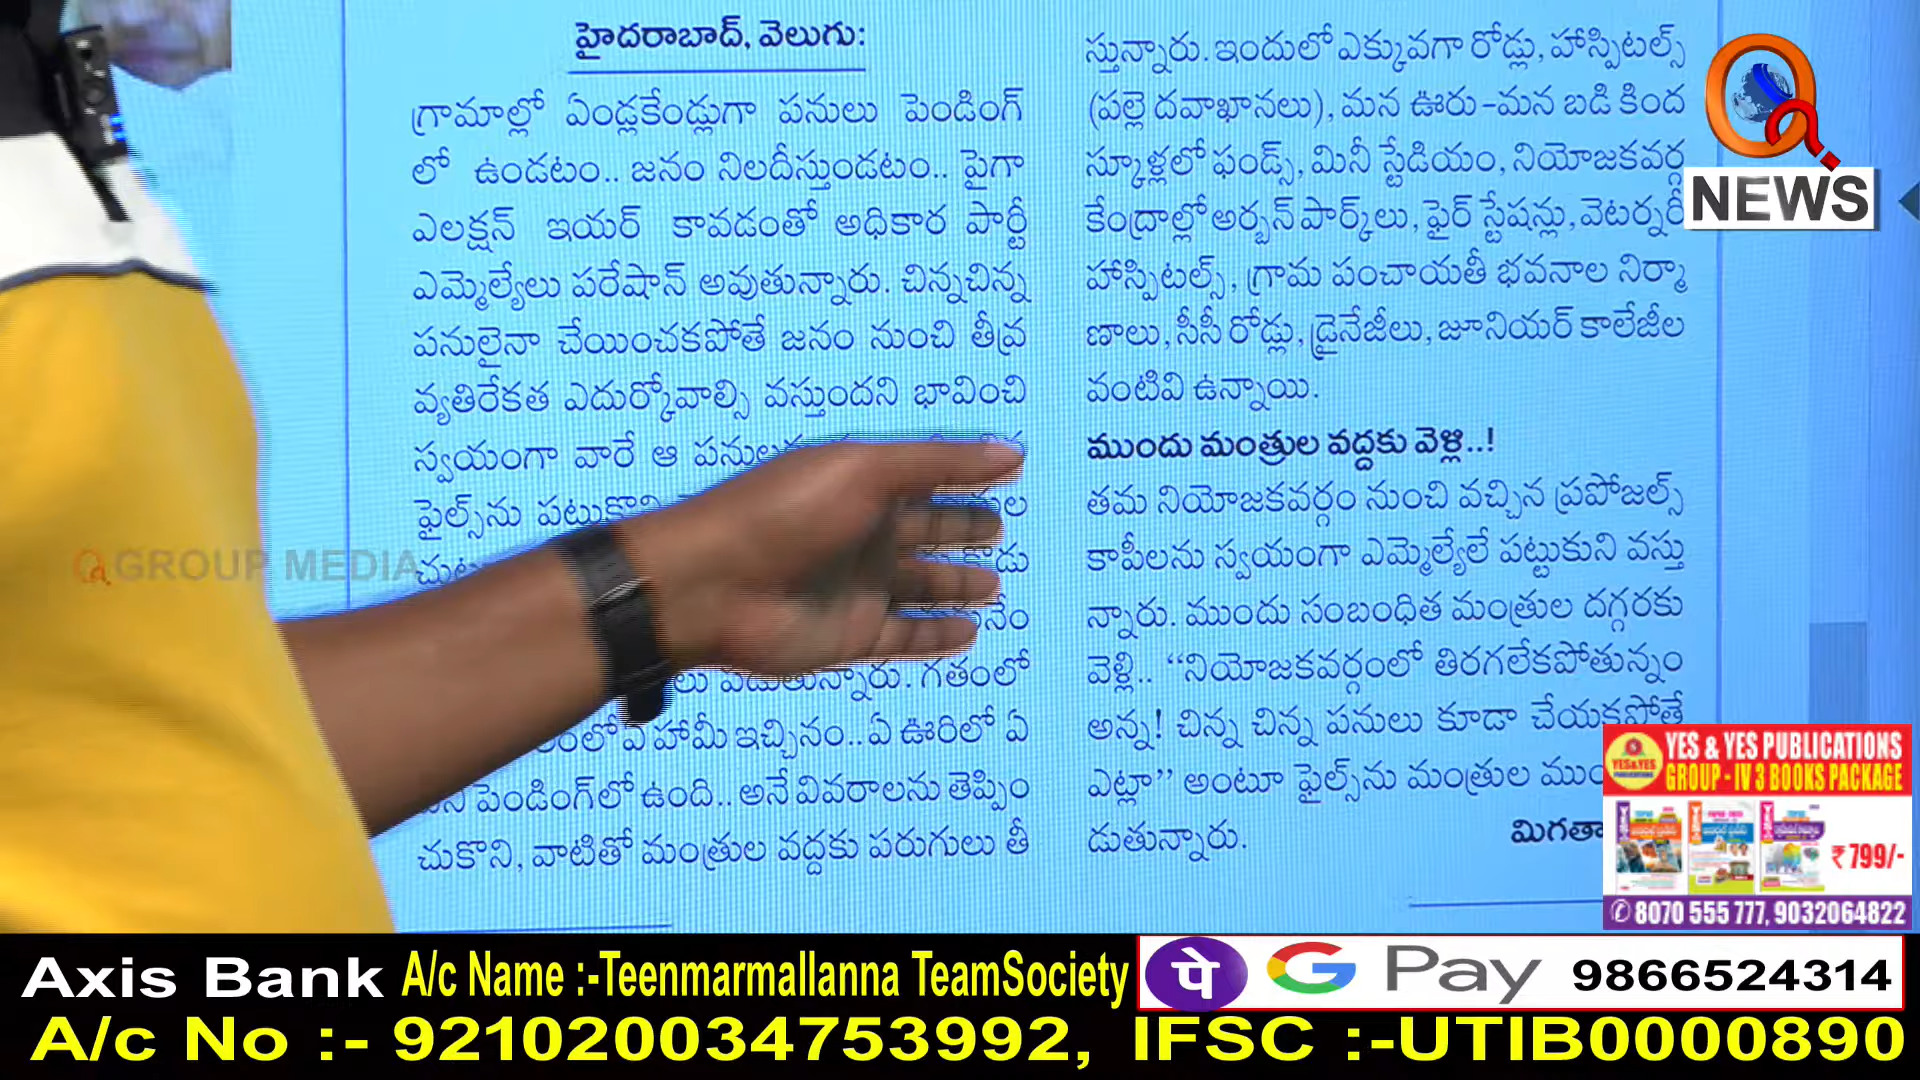 హైదరాబాద్, వెలుగు:
గ్రామాల్లో ఏండ్లకేండ్లుగా పనులు పెండింగ్
లో ఉండటం.. జనం నిలదీస్తుండటం.. పైగా
ఎలక్షన్ ఇయర్ కావడంతో అధికార పార్టీ
ఎమ్మెల్యేలు పరేషాన్ అవుతున్నారు. చిన్నచిన్న
పనులైనా చేయించకపోతే జనం నుంచి తీవ్ర
వ్యతిరేకత ఎదుర్కోవాల్సి వస్తుందని భావించి
స్వయంగా వారే ఆ
ఫైల్స్‌ను
లు పడుతున్నారు. గతంలో
హామీ ఇచ్చినం.. ఏ ఊరిలో ఏ
పెండింగ్‌లో ఉంది.. అనే వివరాలను తెప్పిం
చుకొని, వాటితో మంత్రుల వద్దకు పరుగులు తీ
స్తున్నారు. ఇందులో ఎక్కువగా రోడ్లు, హాస్పిటల్స్
(పల్లె దవాఖానలు), మన ఊరు -మన బడి కింద
స్కూళ్లలో ఫండ్స్, మినీ స్టేడియం, నియోజకవర్గ
కేంద్రాల్లో అర్బన్ పార్క్‌లు, ఫైర్ స్టేషన్లు, వెటర్నరీ
హాస్పిటల్స్, గ్రామ పంచాయతీ భవనాల నిర్మా
ణాలు, సీసీ రోడ్లు, డ్రైనేజీలు, జూనియర్ కాలేజీల
వంటివి ఉన్నాయి.
ముందు మంత్రుల వద్దకు వెళ్లి..!
తమ నియోజకవర్గం నుంచి వచ్చిన ప్రపోజల్స్
కాపీలను స్వయంగా ఎమ్మెల్యేలే పట్టుకుని వస్తు
న్నారు. ముందు సంబంధిత మంత్రుల దగ్గరకు
వెళ్లి.. “నియోజకవర్గంలో తిరగలేకపోతున్నం
అన్న! చిన్న చిన్న పనులు కూడా చేయకపోతే
ఎట్లా” అంటూ ఫైల్స్‌ను మంత్రుల
డుతున్నారు.
Q NEWS
Q GROUP MEDIA
YES & YES PUBLICATIONS
GROUP - IV 3 BOOKS PACKAGE
₹ 799/-
8070 555 777, 9032064822
Axis Bank A/c Name :-Teenmarmallanna TeamSociety
पे G Pay 9866524314
A/c No :- 921020034753992, IFSC :-UTIB0000890